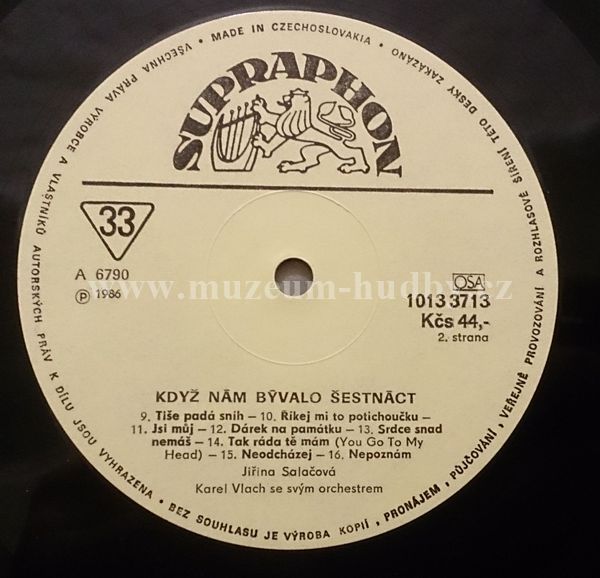 MADE IN CZECHOSLOVAKIA • VŠECHNA PRÁVA VÝROBCE A VLASTNÍKŮ AUTORSKÝCH PRÁV K DÍLU JSOU VYHRAZENA • BEZ SOUHLASU JE VÝROBA KOPIÍ, PRONÁJEM, PŮJČOVÁNÍ, VEŘEJNÉ PROVOZOVÁNÍ A ROZHLASOVÉ ŠÍŘENÍ TÉTO DESKY ZAKÁZÁNO •
SUPRAPHON
33
A 6790
Ⓟ 1986
www.muzeum-hudby.cz
OSA
1013 3713
Kčs 44,-
2. strana
KDYŽ NÁM BÝVALO ŠESTNÁCT
9. Tiše padá sníh – 10. Říkej mi to potichoučku –
11. Jsi můj – 12. Dárek na památku – 13. Srdce snad
nemáš – 14. Tak ráda tě mám (You Go To My
Head) – 15. Neodcházej – 16. Nepoznám
Jiřina Salačová
Karel Vlach se svým orchestrem